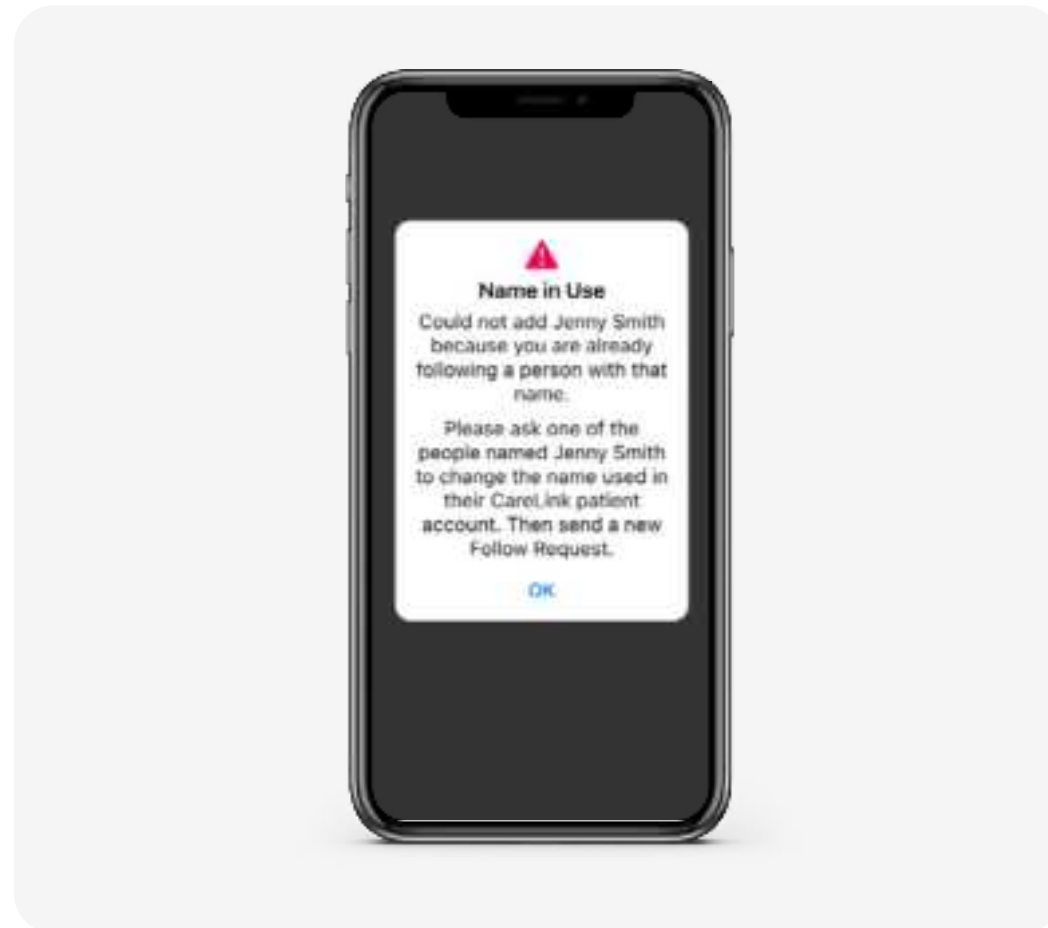 Name in Use
Could not add Jenny Smith
because you are already
following a person with that
name.
Please ask one of the
people named Jenny Smith
to change the name used in
their CareLink patient
account. Then send a new
Follow Request.
OK